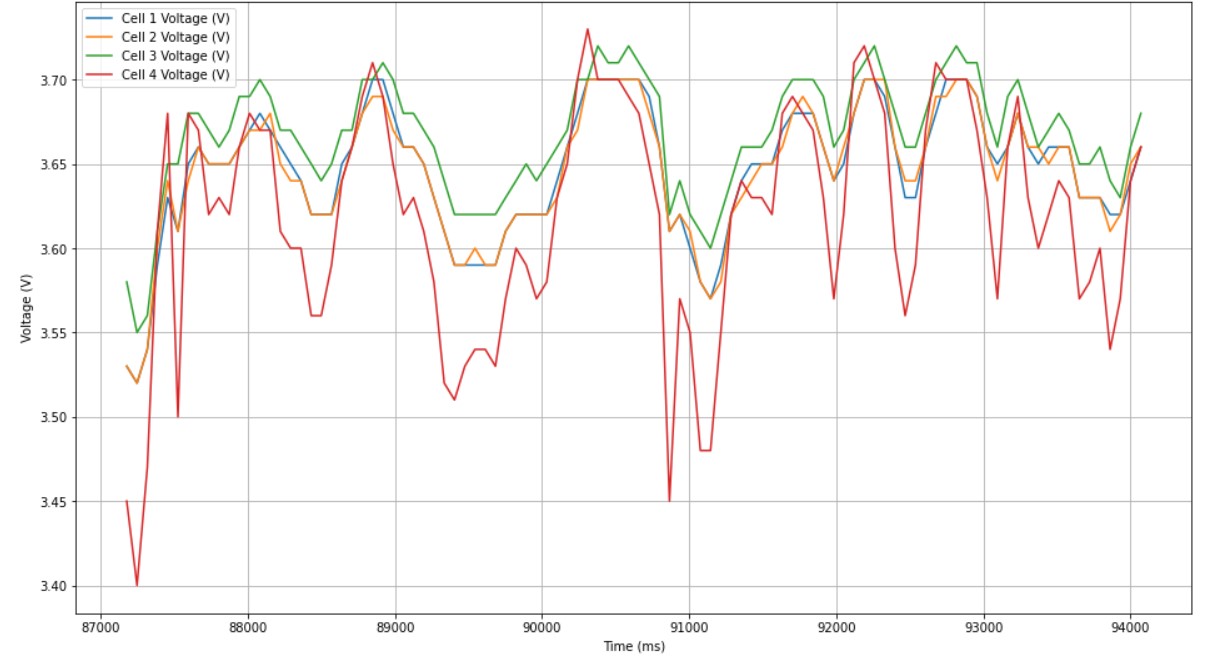 Cell 1 Voltage (V)
Cell 2 Voltage (V)
Cell 3 Voltage (V)
Cell 4 Voltage (V)
3.70
3.65
3.60
3.55
3.50
3.45
3.40
Voltage (V)
87000 88000 89000 90000 91000 92000 93000 94000
Time (ms)